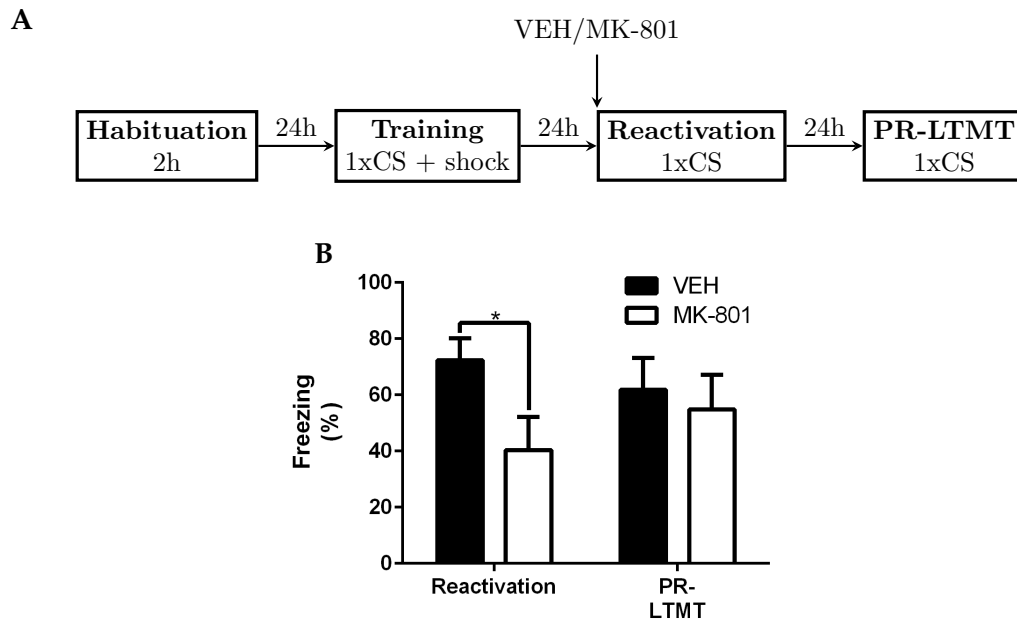 A
VEH/MK-801
Habituation
2h
24h
Training
1xCS + shock
24h
Reactivation
1xCS
24h
PR-LTMT
1xCS
B
100
80
60
40
20
0
Freezing
(%)
*
VEH
MK-801
Reactivation
PR-
LTMT